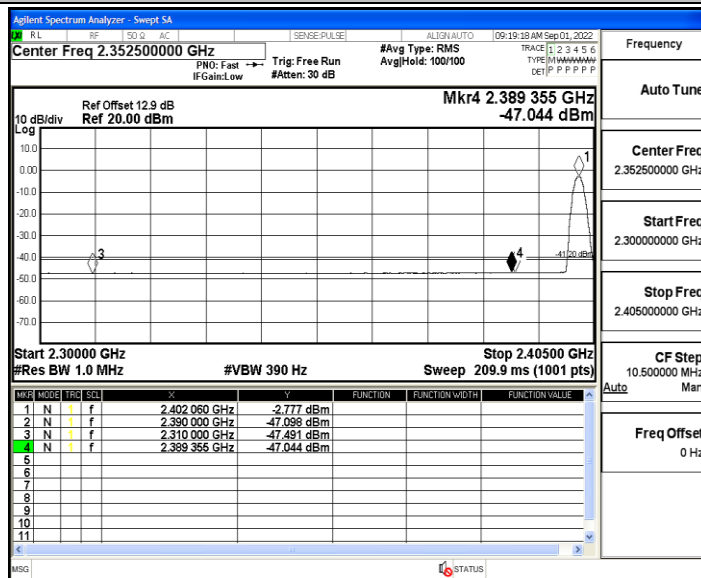 Agilent Spectrum Analyzer - Swept SA
RL RF 50 Ω AC SENSE:PULSE ALIGN AUTO 09:19:18 AM Sep 01, 2022
Center Freq 2.352500000 GHz
PNO: Fast
IFGain:Low
Trig: Free Run
#Atten: 30 dB
#Avg Type: RMS
Avg|Hold: 100/100
TRACE 1 2 3 4 5 6
TYPE M W W W W W
DET P P P P P P
Ref Offset 12.9 dB
Ref 20.00 dBm
10 dB/div
Log
Mkr4 2.389 355 GHz
-47.044 dBm
10.0
0.00
-10.0
-20.0
-30.0
-40.0
-50.0
-60.0
-70.0
1
3
4
-41.20 dBm
Start 2.30000 GHz Stop 2.40500 GHz
#Res BW 1.0 MHz #VBW 390 Hz Sweep 209.9 ms (1001 pts)
MKR MODE TRC SCL X Y FUNCTION FUNCTION WIDTH FUNCTION VALUE
1 N 1 f 2.402 060 GHz -2.777 dBm
2 N 1 f 2.390 000 GHz -47.098 dBm
3 N 1 f 2.310 000 GHz -47.491 dBm
4 N 1 f 2.389 355 GHz -47.044 dBm
5
6
7
8
9
10
11
MSG STATUS
Frequency
Auto Tune
Center Freq
2.352500000 GHz
Start Freq
2.300000000 GHz
Stop Freq
2.405000000 GHz
CF Step
10.500000 MHz
Auto Man
Freq Offset
0 Hz